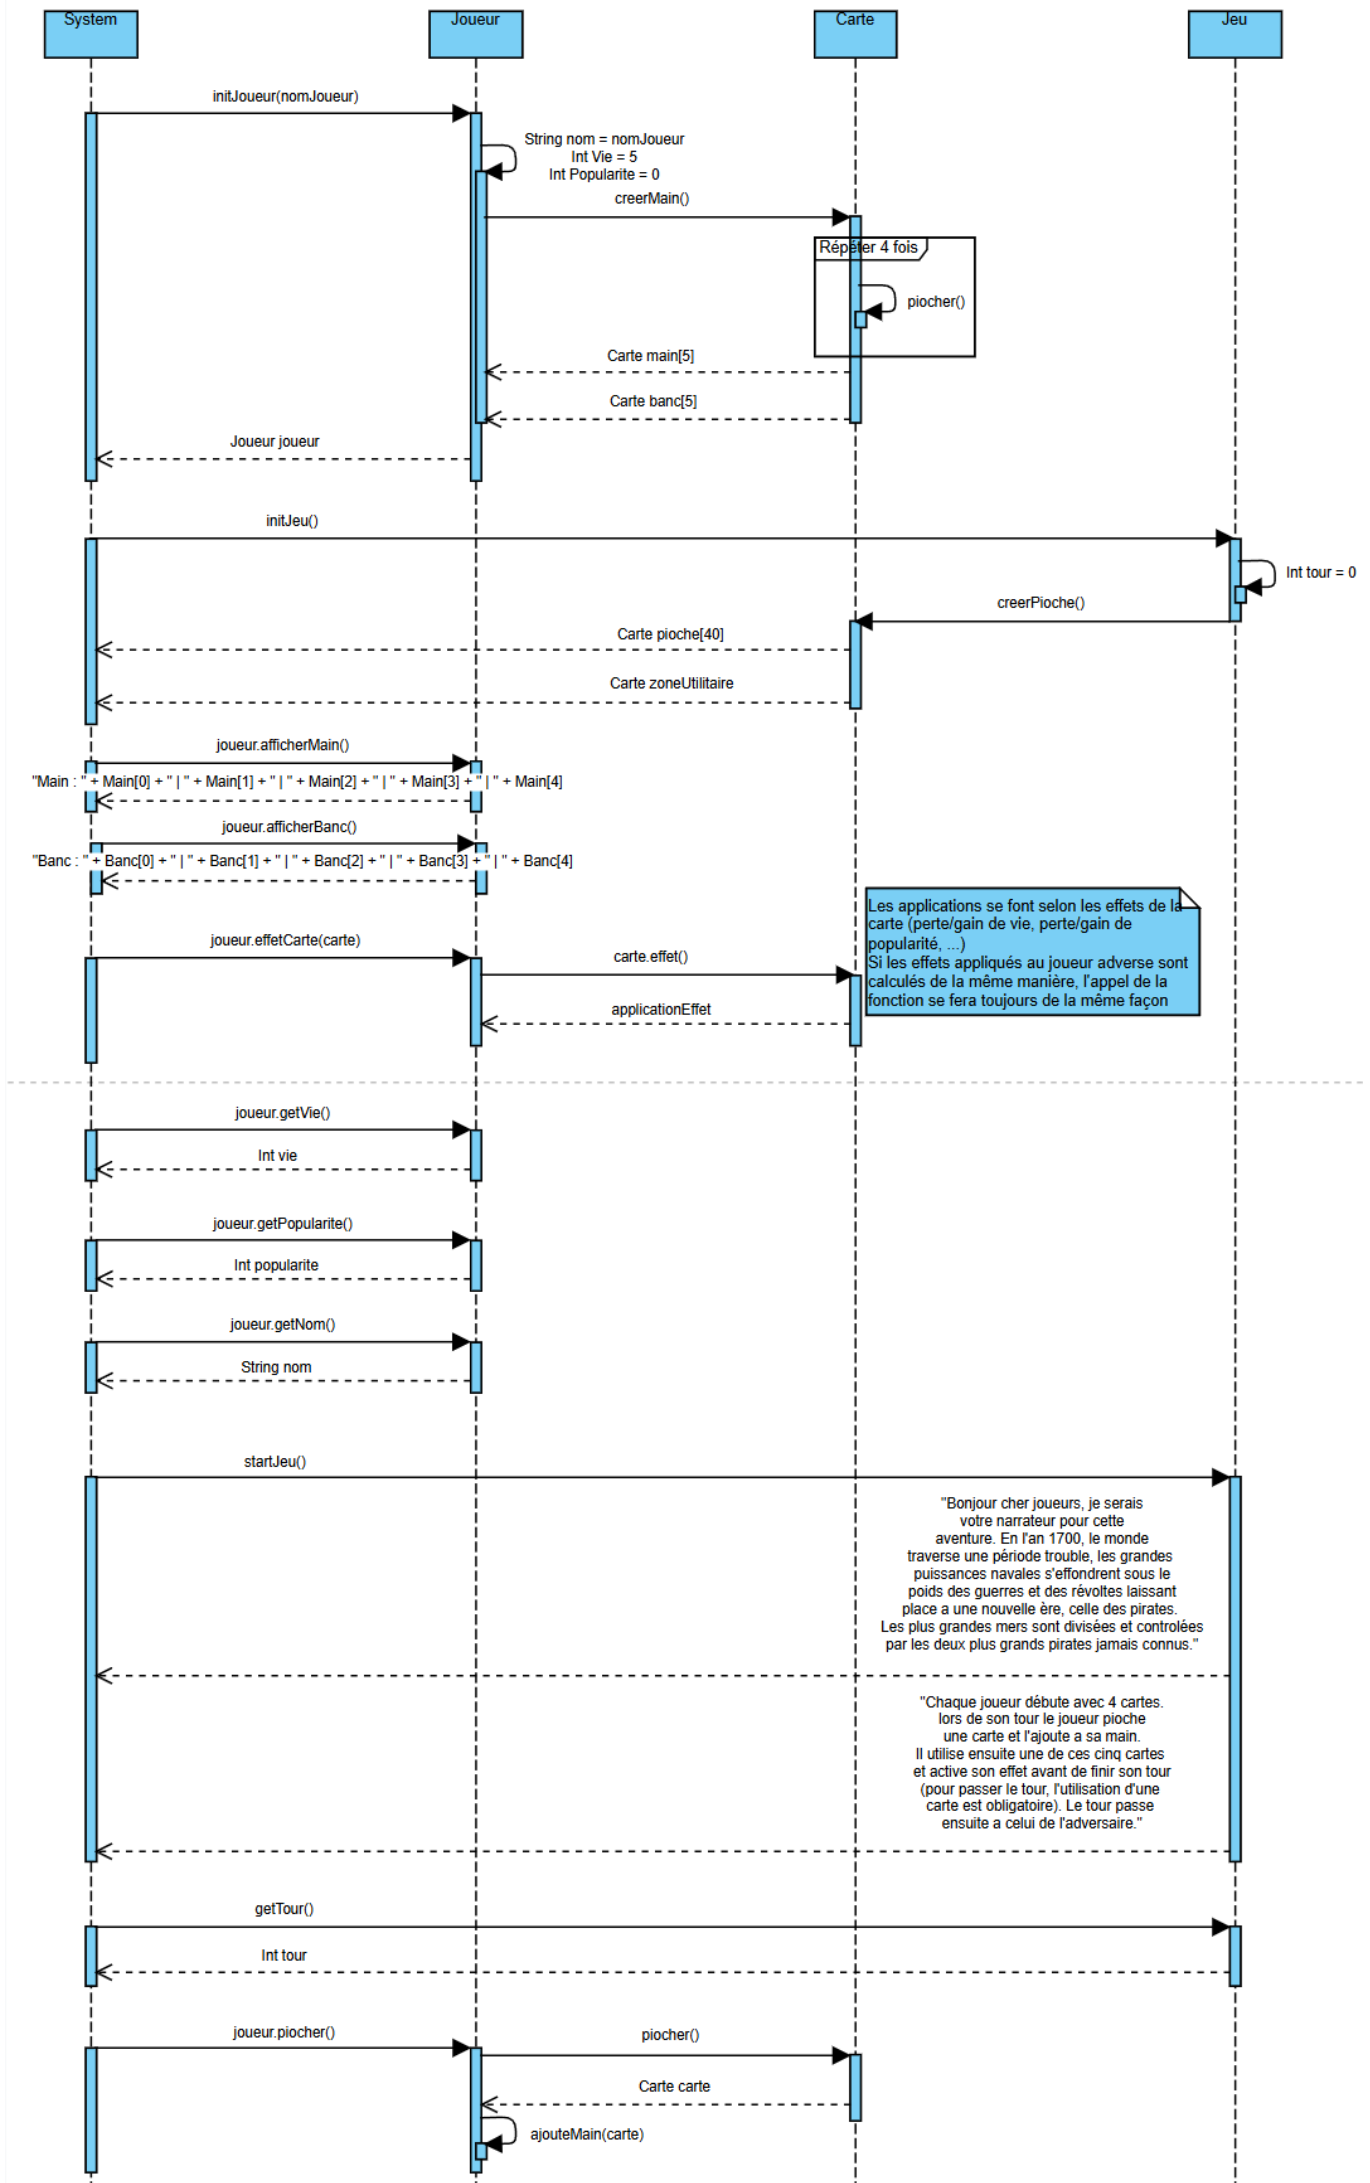 System
Joueur
Carte
Jeu
initJoueur(nomJoueur)
String nom = nomJoueur
Int Vie = 5
Int Popularite = 0
creerMain()
Répéter 4 fois
piocher()
Carte main[5]
Carte banc[5]
Joueur joueur
initJeu()
Int tour = 0
creerPioche()
Carte pioche[40]
Carte zoneUtilitaire
joueur.afficherMain()
"Main : " + Main[0] + " | " + Main[1] + " | " + Main[2] + " | " + Main[3] + " | " + Main[4]
joueur.afficherBanc()
"Banc : " + Banc[0] + " | " + Banc[1] + " | " + Banc[2] + " | " + Banc[3] + " | " + Banc[4]
Les applications se font selon les effets de la
carte (perte/gain de vie, perte/gain de
popularité, ...)
Si les effets appliqués au joueur adverse sont
calculés de la même manière, l'appel de la
fonction se fera toujours de la même façon
joueur.effetCarte(carte)
carte.effet()
applicationEffet
joueur.getVie()
Int vie
joueur.getPopularite()
Int popularite
joueur.getNom()
String nom
startJeu()
"Bonjour cher joueurs, je serais
votre narrateur pour cette
aventure. En l'an 1700, le monde
traverse une période trouble, les grandes
puissances navales s'effondrent sous le
poids des guerres et des révoltes laissant
place a une nouvelle ère, celle des pirates.
Les plus grandes mers sont divisées et controlées
par les deux plus grands pirates jamais connus."
"Chaque joueur débute avec 4 cartes.
lors de son tour le joueur pioche
une carte et l'ajoute a sa main.
Il utilise ensuite une de ces cinq cartes
et active son effet avant de finir son tour
(pour passer le tour, l'utilisation d'une
carte est obligatoire). Le tour passe
ensuite a celui de l'adversaire."
getTour()
Int tour
joueur.piocher()
piocher()
Carte carte
ajouteMain(carte)